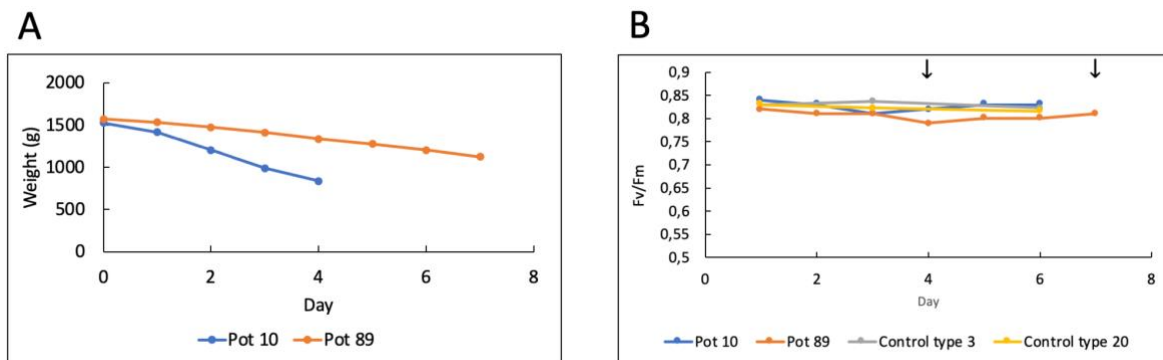 A
2000
1500
1000
500
0
Weight (g)
0 2 4 6 8
Day
Pot 10 Pot 89
B
0,9
0,85
0,8
0,75
0,7
0,65
0,6
0,55
0,5
Fv/Fm
0 2 4 6 8
Day
Pot 10 Pot 89 Control type 3 Control type 20